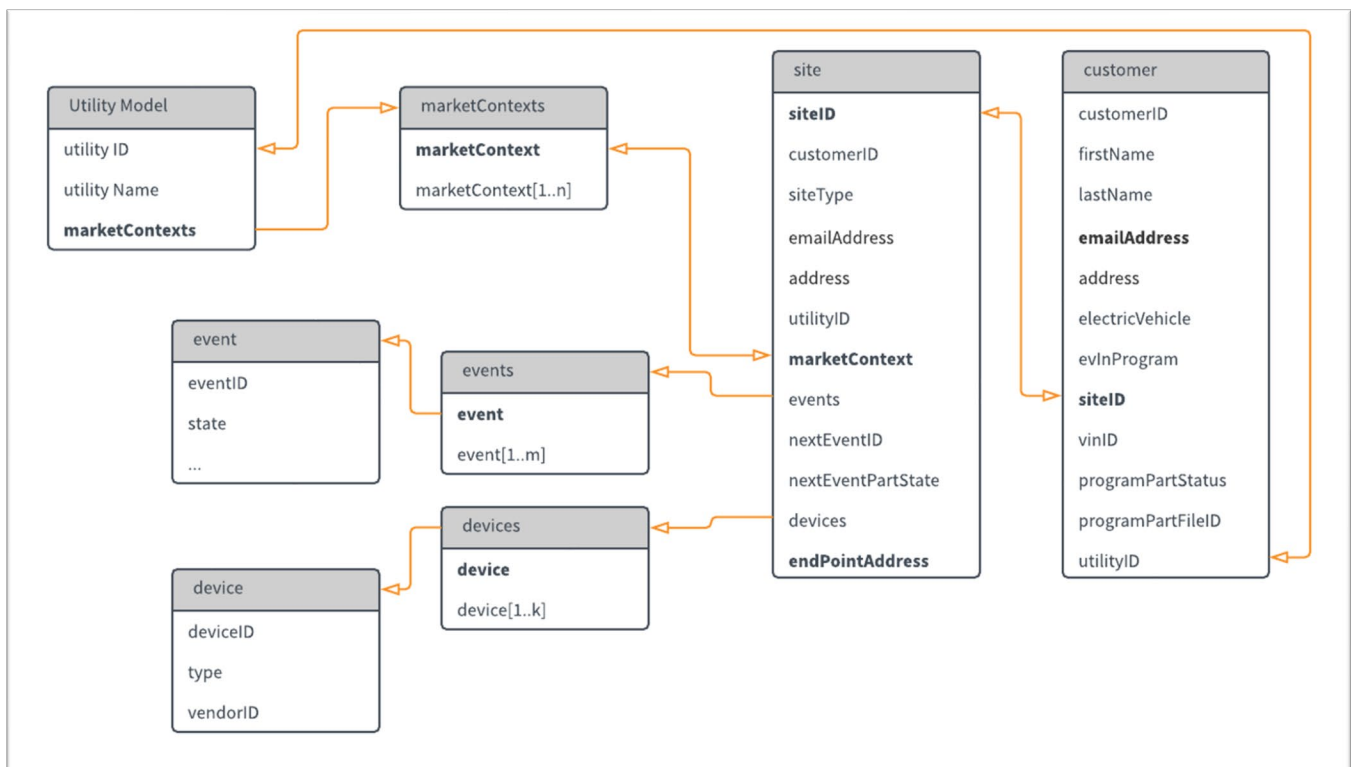 Utility Model
utility ID
utility Name
marketContexts
marketContexts
marketContext
marketContext[1..n]
site
siteID
customerID
siteType
emailAddress
address
utilityID
marketContext
events
nextEventID
nextEventPartState
devices
endPointAddress
customer
customerID
firstName
lastName
emailAddress
address
electricVehicle
evInProgram
siteID
vinID
programPartStatus
programPartFileID
utilityID
event
eventID
state
...
events
event
event[1..m]
devices
device
device[1..k]
device
deviceID
type
vendorID